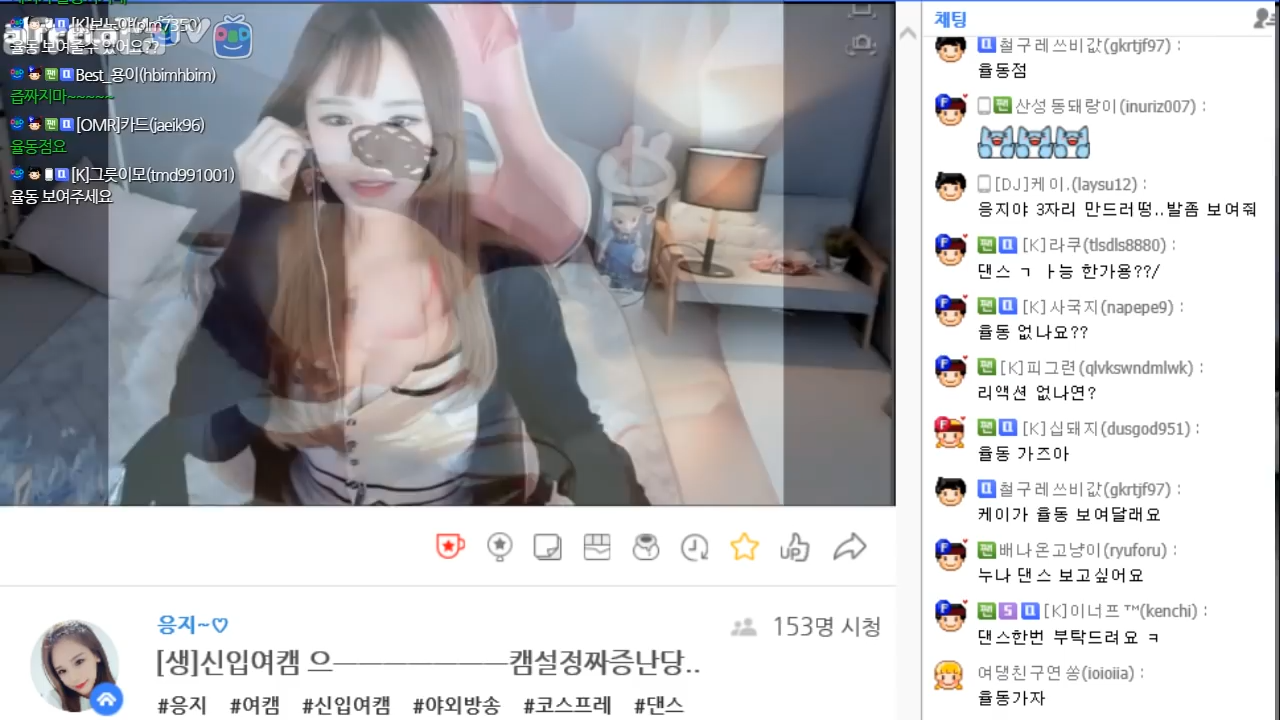 [K]보노야(plm7350)
율동 보여줄수 있어요??
Best_용이(hbimhbim)
즙짜지마~~~~~
[OMR]카드(jaeik96)
율동점요
[K]그릇이모(tmd991001)
율동 보여주세요
채팅
철구레쓰비값(gkrtjf97) :
율동점
산성동돼랑이(inuriz007) :
[DJ]케이.(laysu12) :
응지야 3자리 만드러떵..발좀 보여줘
[K]라쿠(tlsdls8880) :
댄스 ㄱ ㅏ능 한가용??/
[K]사국지(napepe9) :
율동 없나요??
[K]피그련(qlvkswndmlwk) :
리액션 없나연?
[K]십돼지(dusgod951) :
율동 가즈아
철구레쓰비값(gkrtjf97) :
케이가 율동 보여달래요
배나온고냥이(ryuforu) :
누나 댄스 보고싶어요
[K]이너프™(kenchi) :
댄스한번 부탁드려요 ㅋ
여댕친구연쏭(ioioiia) :
율동가자
UP
응지~♡
153명 시청
[생]신입여캠 으───────캠설정짜증난당..
#응지 #여캠 #신입여캠 #야외방송 #코스프레 #댄스